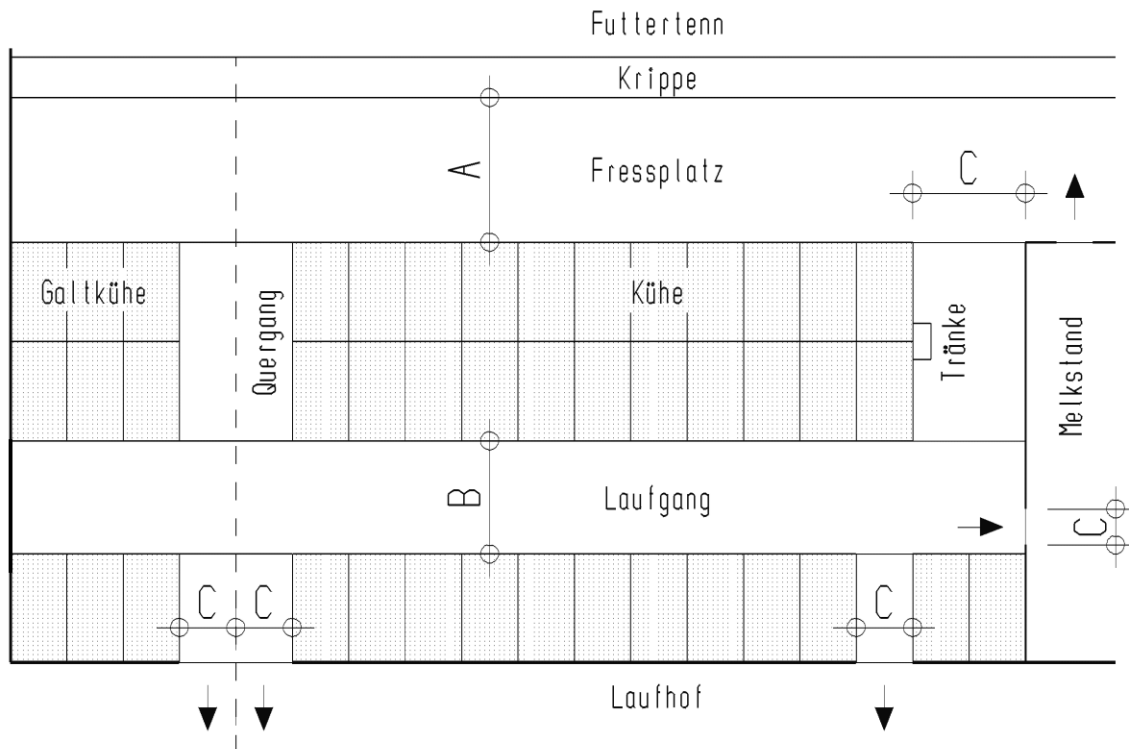 Futtertenn
Krippe
A
Fressplatz
C
Galtkühe
Quergang
Kühe
Tränke
Melkstand
B
Laufgang
C
C
C
C
Laufhof